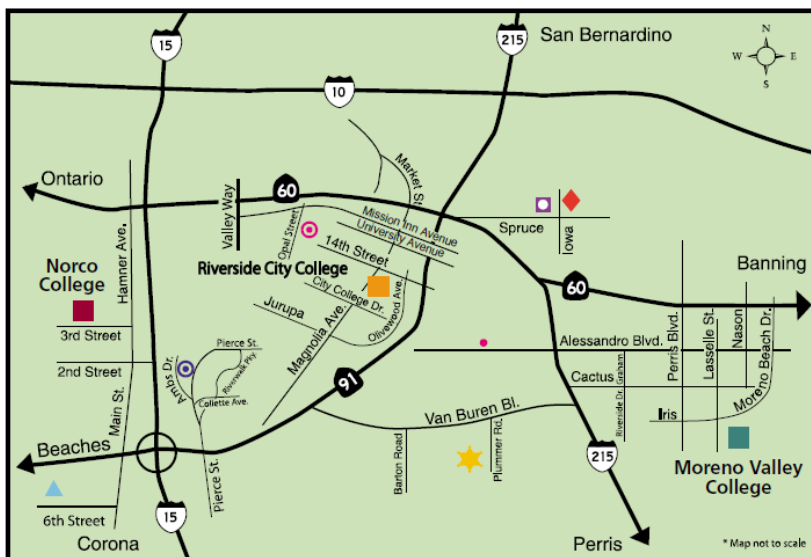 15
215
San Bernardino
N
W
E
S
10
Ontario
Hamner Ave.
Valley Way
60
Market St.
Mission Inn Avenue
University Avenue
Opal Street
14th Street
Spruce
Iowa
Riverside City College
Norco
College
City College Dr.
Jurupa
Olivewood Ave.
Magnolia Ave.
60
Banning
3rd Street
2nd Street
Main St.
Ambs Dr.
Pierce St.
Riverwalk Pky.
Collette Ave.
Pierce St.
91
Alessandro Blvd.
Perris Blvd.
Lasselle St.
Nason
Moreno Beach Dr.
Cactus
Riverside Dr. Graham
Iris
Van Buren Bl.
Barton Road
Plummer Rd.
Beaches
215
Moreno Valley
College
6th Street
Corona
15
Perris
* Map not to scale